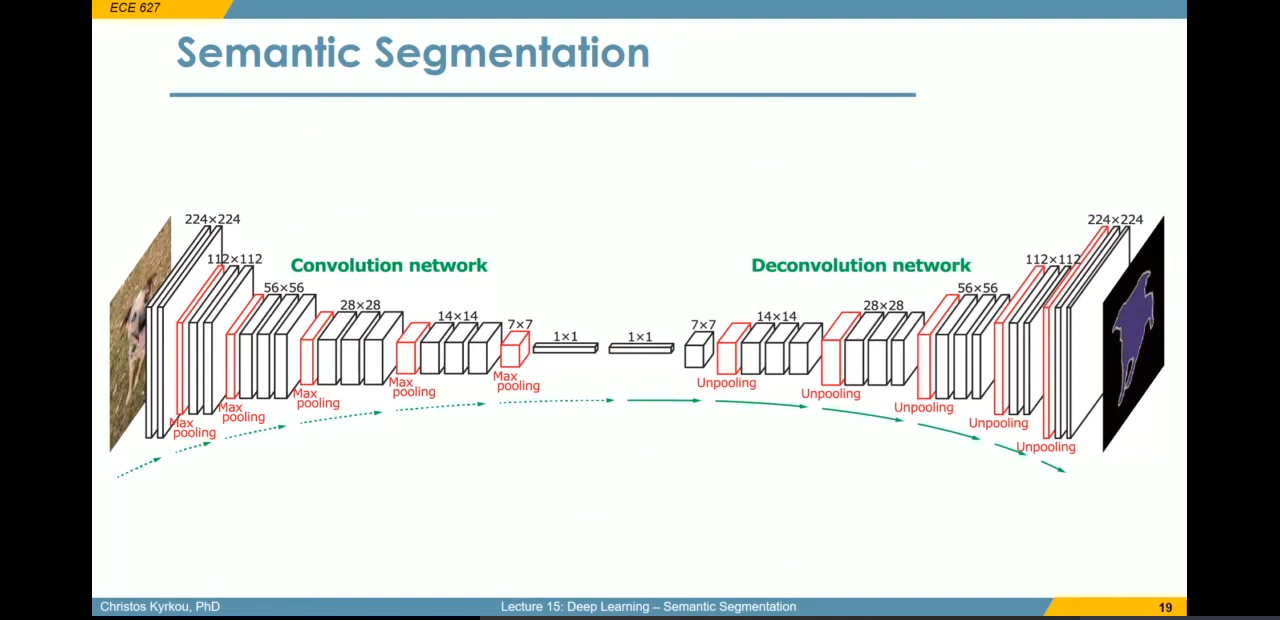 ECE 627
Semantic Segmentation
224×224
112×112
Convolution network
56×56
28×28
14×14
7×7
1×1
1×1
7×7
14×14
Deconvolution network
28×28
56×56
112×112
224×224
Max
pooling
Max
pooling
Max
pooling
Max
pooling
Max
pooling
Unpooling
Unpooling
Unpooling
Unpooling
Unpooling
Christos Kyrkou, PhD
Lecture 15: Deep Learning – Semantic Segmentation
19